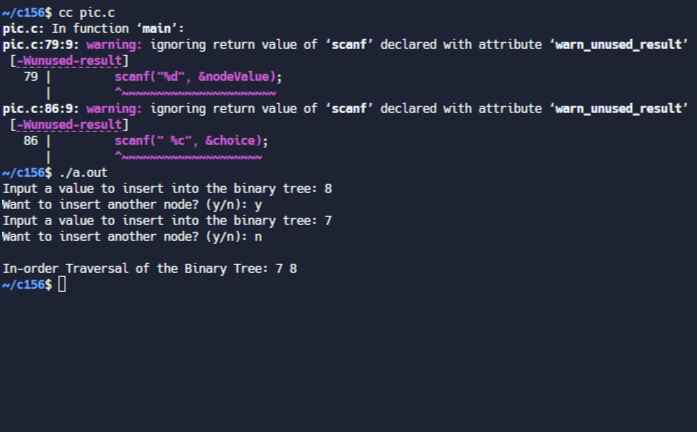 ~/c156$ cc pic.c
pic.c: In function ‘main’:
pic.c:79:9: warning: ignoring return value of ‘scanf’ declared with attribute ‘warn_unused_result’
[-Wunused-result]
79 |         scanf("%d", &nodeValue);
|         ^~~~~~~~~~~~~~~~~~~~~~~
pic.c:86:9: warning: ignoring return value of ‘scanf’ declared with attribute ‘warn_unused_result’
[-Wunused-result]
86 |         scanf(" %c", &choice);
|         ^~~~~~~~~~~~~~~~~~~~~
~/c156$ ./a.out
Input a value to insert into the binary tree: 8
Want to insert another node? (y/n): y
Input a value to insert into the binary tree: 7
Want to insert another node? (y/n): n
In-order Traversal of the Binary Tree: 7 8
~/c156$